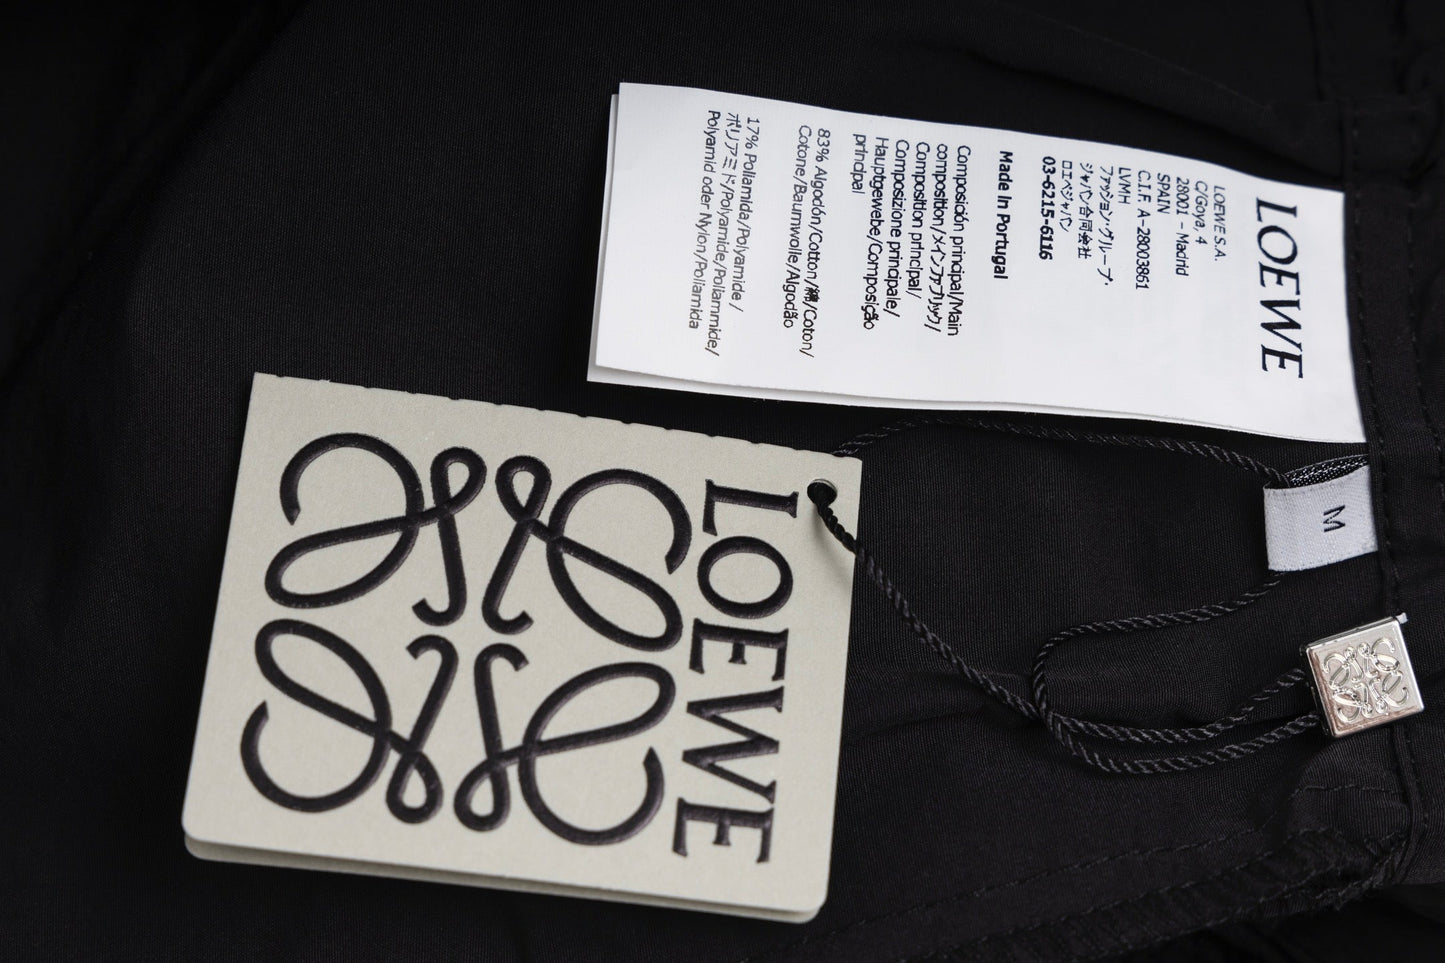 LOEWE
LOEWE S.A.
C/Goya, 4
28001 – Madrid
SPAIN
C.I.F. A-28003861
LVMH
ファッション・グループ・
ジャパン合同会社
ロエベジャパン
03-6215-6116
Made In Portugal
Composición principal/Main
composition/メインファブリック/
Composition principal/
Composizione principale/
Hauptgewebe/Composição
principal
83% Algodón/Cotton/綿/Coton/
Cotone/Baumwolle/Algodão
17% Poliamida/Polyamide/
ポリアミド/Polyamide/Poliammide/
Polyamid oder Nylon/Poliamida
LOEWE
M